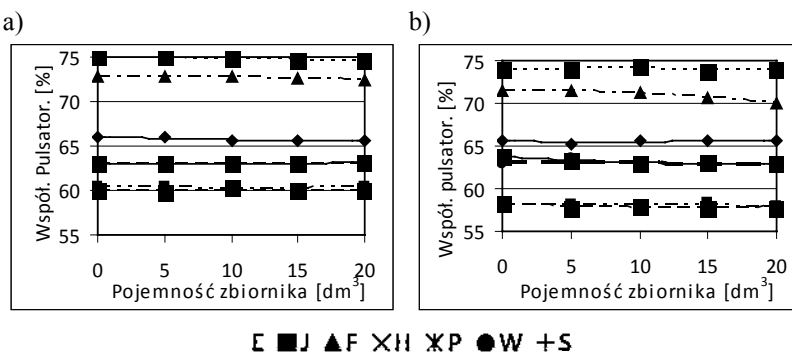 a)
b)
Współ. Pulsator. [%]
75
70
65
60
55
0 5 10 15 20
Pojemność zbiornika [dm³]
Współ. pulsator. [%]
75
70
65
60
55
0 5 10 15 20
Pojemność zbiornika [dm³]
J F H P W S